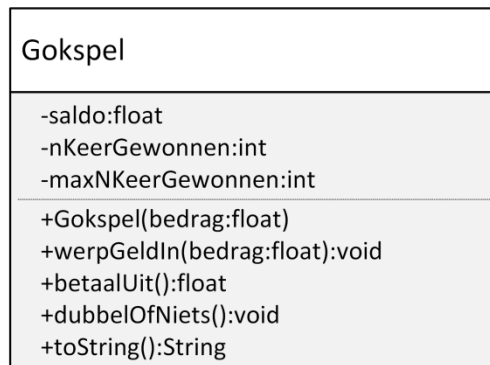 Gokspel
-saldo:float
-nKeerGewonnen:int
-maxNKeerGewonnen:int
+Gokspel(bedrag:float)
+werpGeldIn(bedrag:float):void
+betaalUit():float
+dubbelOfNiets():void
+toString():String